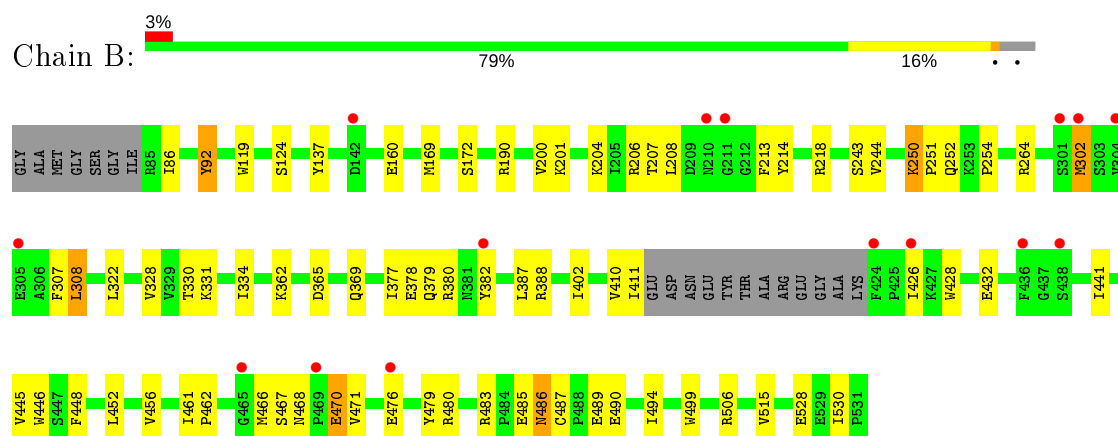 3%
Chain B:
79% 16% • •
GLY ALA MET GLY SER GLY ILE R85 I86 Y92 W119 S124 Y137 D142 E160 M169 S172 R190 V200 K201 K204 I205 R206 T207 L208 D209 N210 G211 G212 F213 Y214 R218 S243 V244 K250 P251 Q252 K253 P254 R264 S301 M302 S303 V304
E305 A306 F307 L308 L322 V328 V329 T330 K331 I334 K362 D365 Q369 I377 E378 Q379 R380 N381 Y382 L387 R388 I402 V410 I411 GLU ASP ASN GLU TYR THR ALA ARG GLU GLY ALA LYS F424 P425 I426 K427 W428 E432 F436 G437 S438 I441
V445 W446 S447 F448 L452 V456 I461 P462 G465 M466 S467 N468 P469 E470 V471 E476 Y479 R480 R483 P484 E485 N486 C487 P488 E489 E490 I494 W499 R506 V515 E528 E529 I530 P531